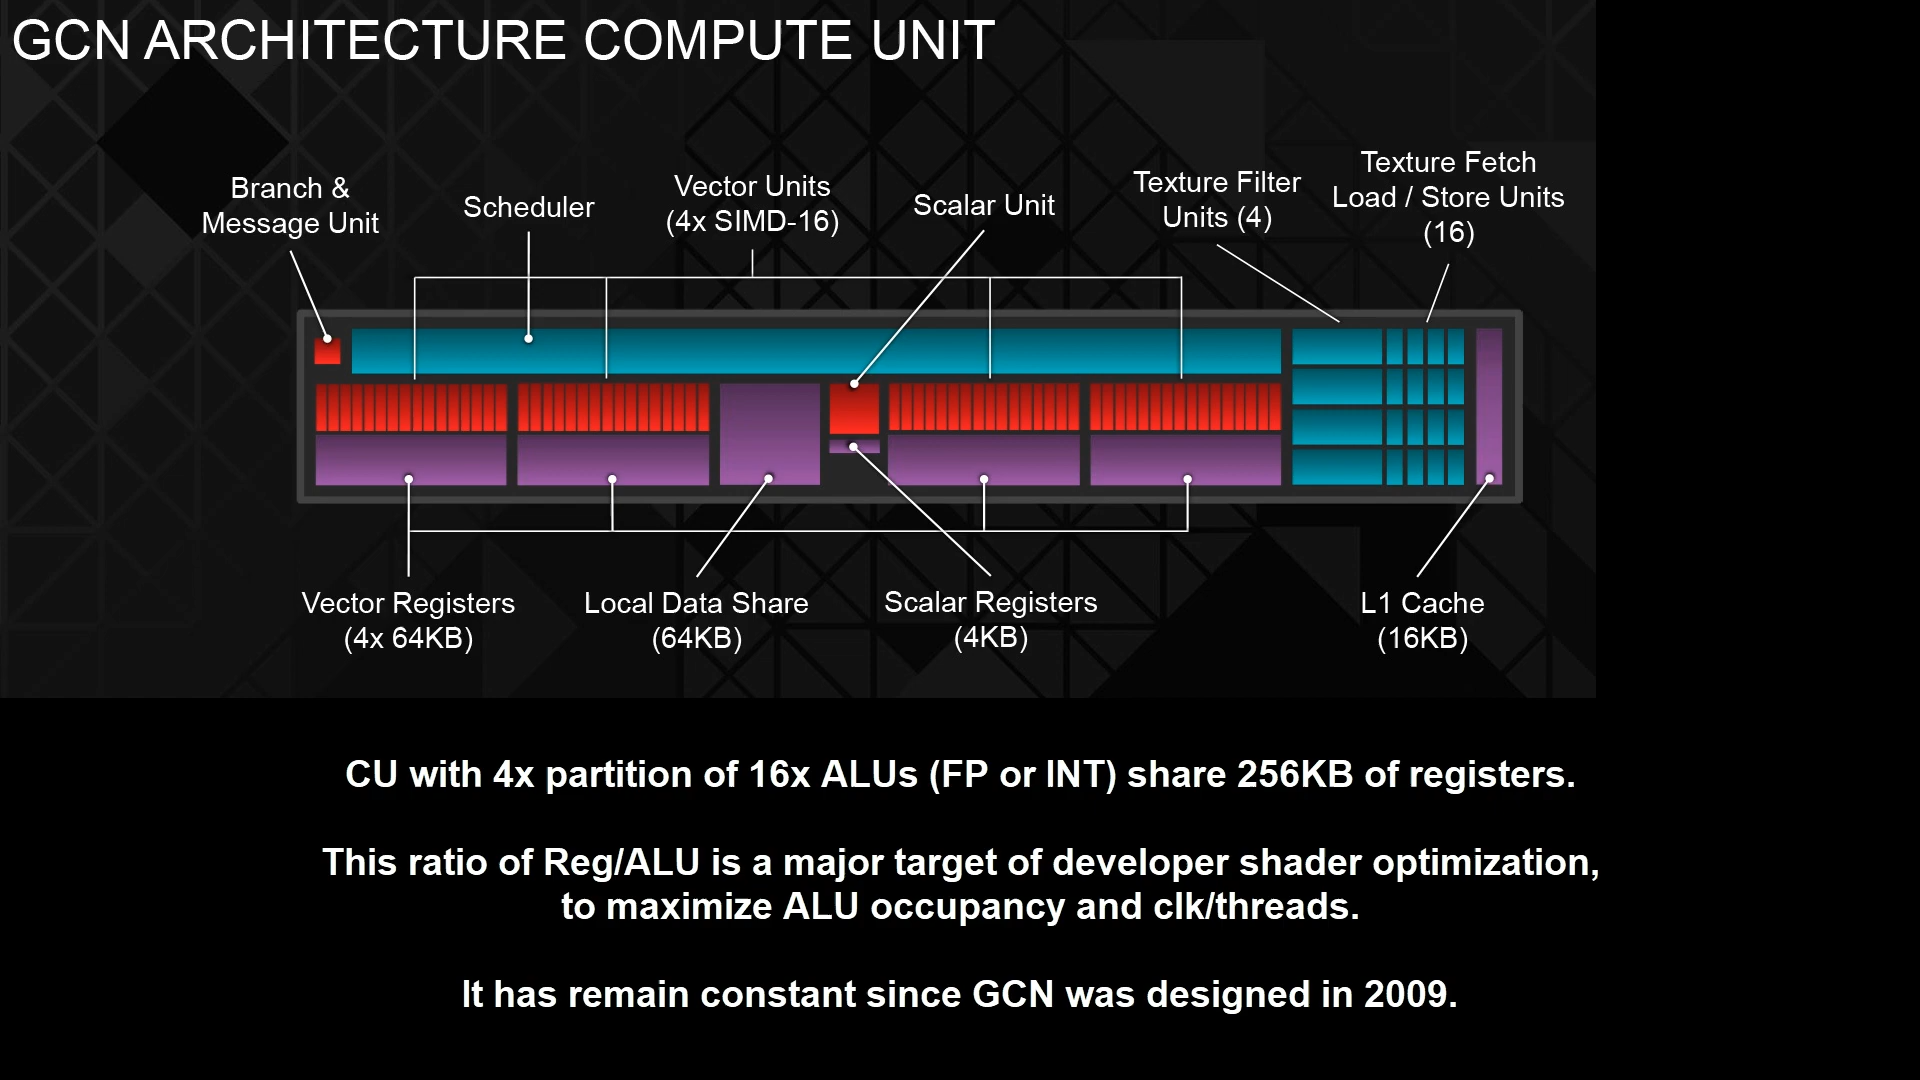 GCN ARCHITECTURE COMPUTE UNIT
Branch &
Message Unit
Scheduler
Vector Units
(4x SIMD-16)
Scalar Unit
Texture Filter
Units (4)
Texture Fetch
Load / Store Units
(16)
Vector Registers
(4x 64KB)
Local Data Share
(64KB)
Scalar Registers
(4KB)
L1 Cache
(16KB)
CU with 4x partition of 16x ALUs (FP or INT) share 256KB of registers.
This ratio of Reg/ALU is a major target of developer shader optimization,
to maximize ALU occupancy and clk/threads.
It has remain constant since GCN was designed in 2009.